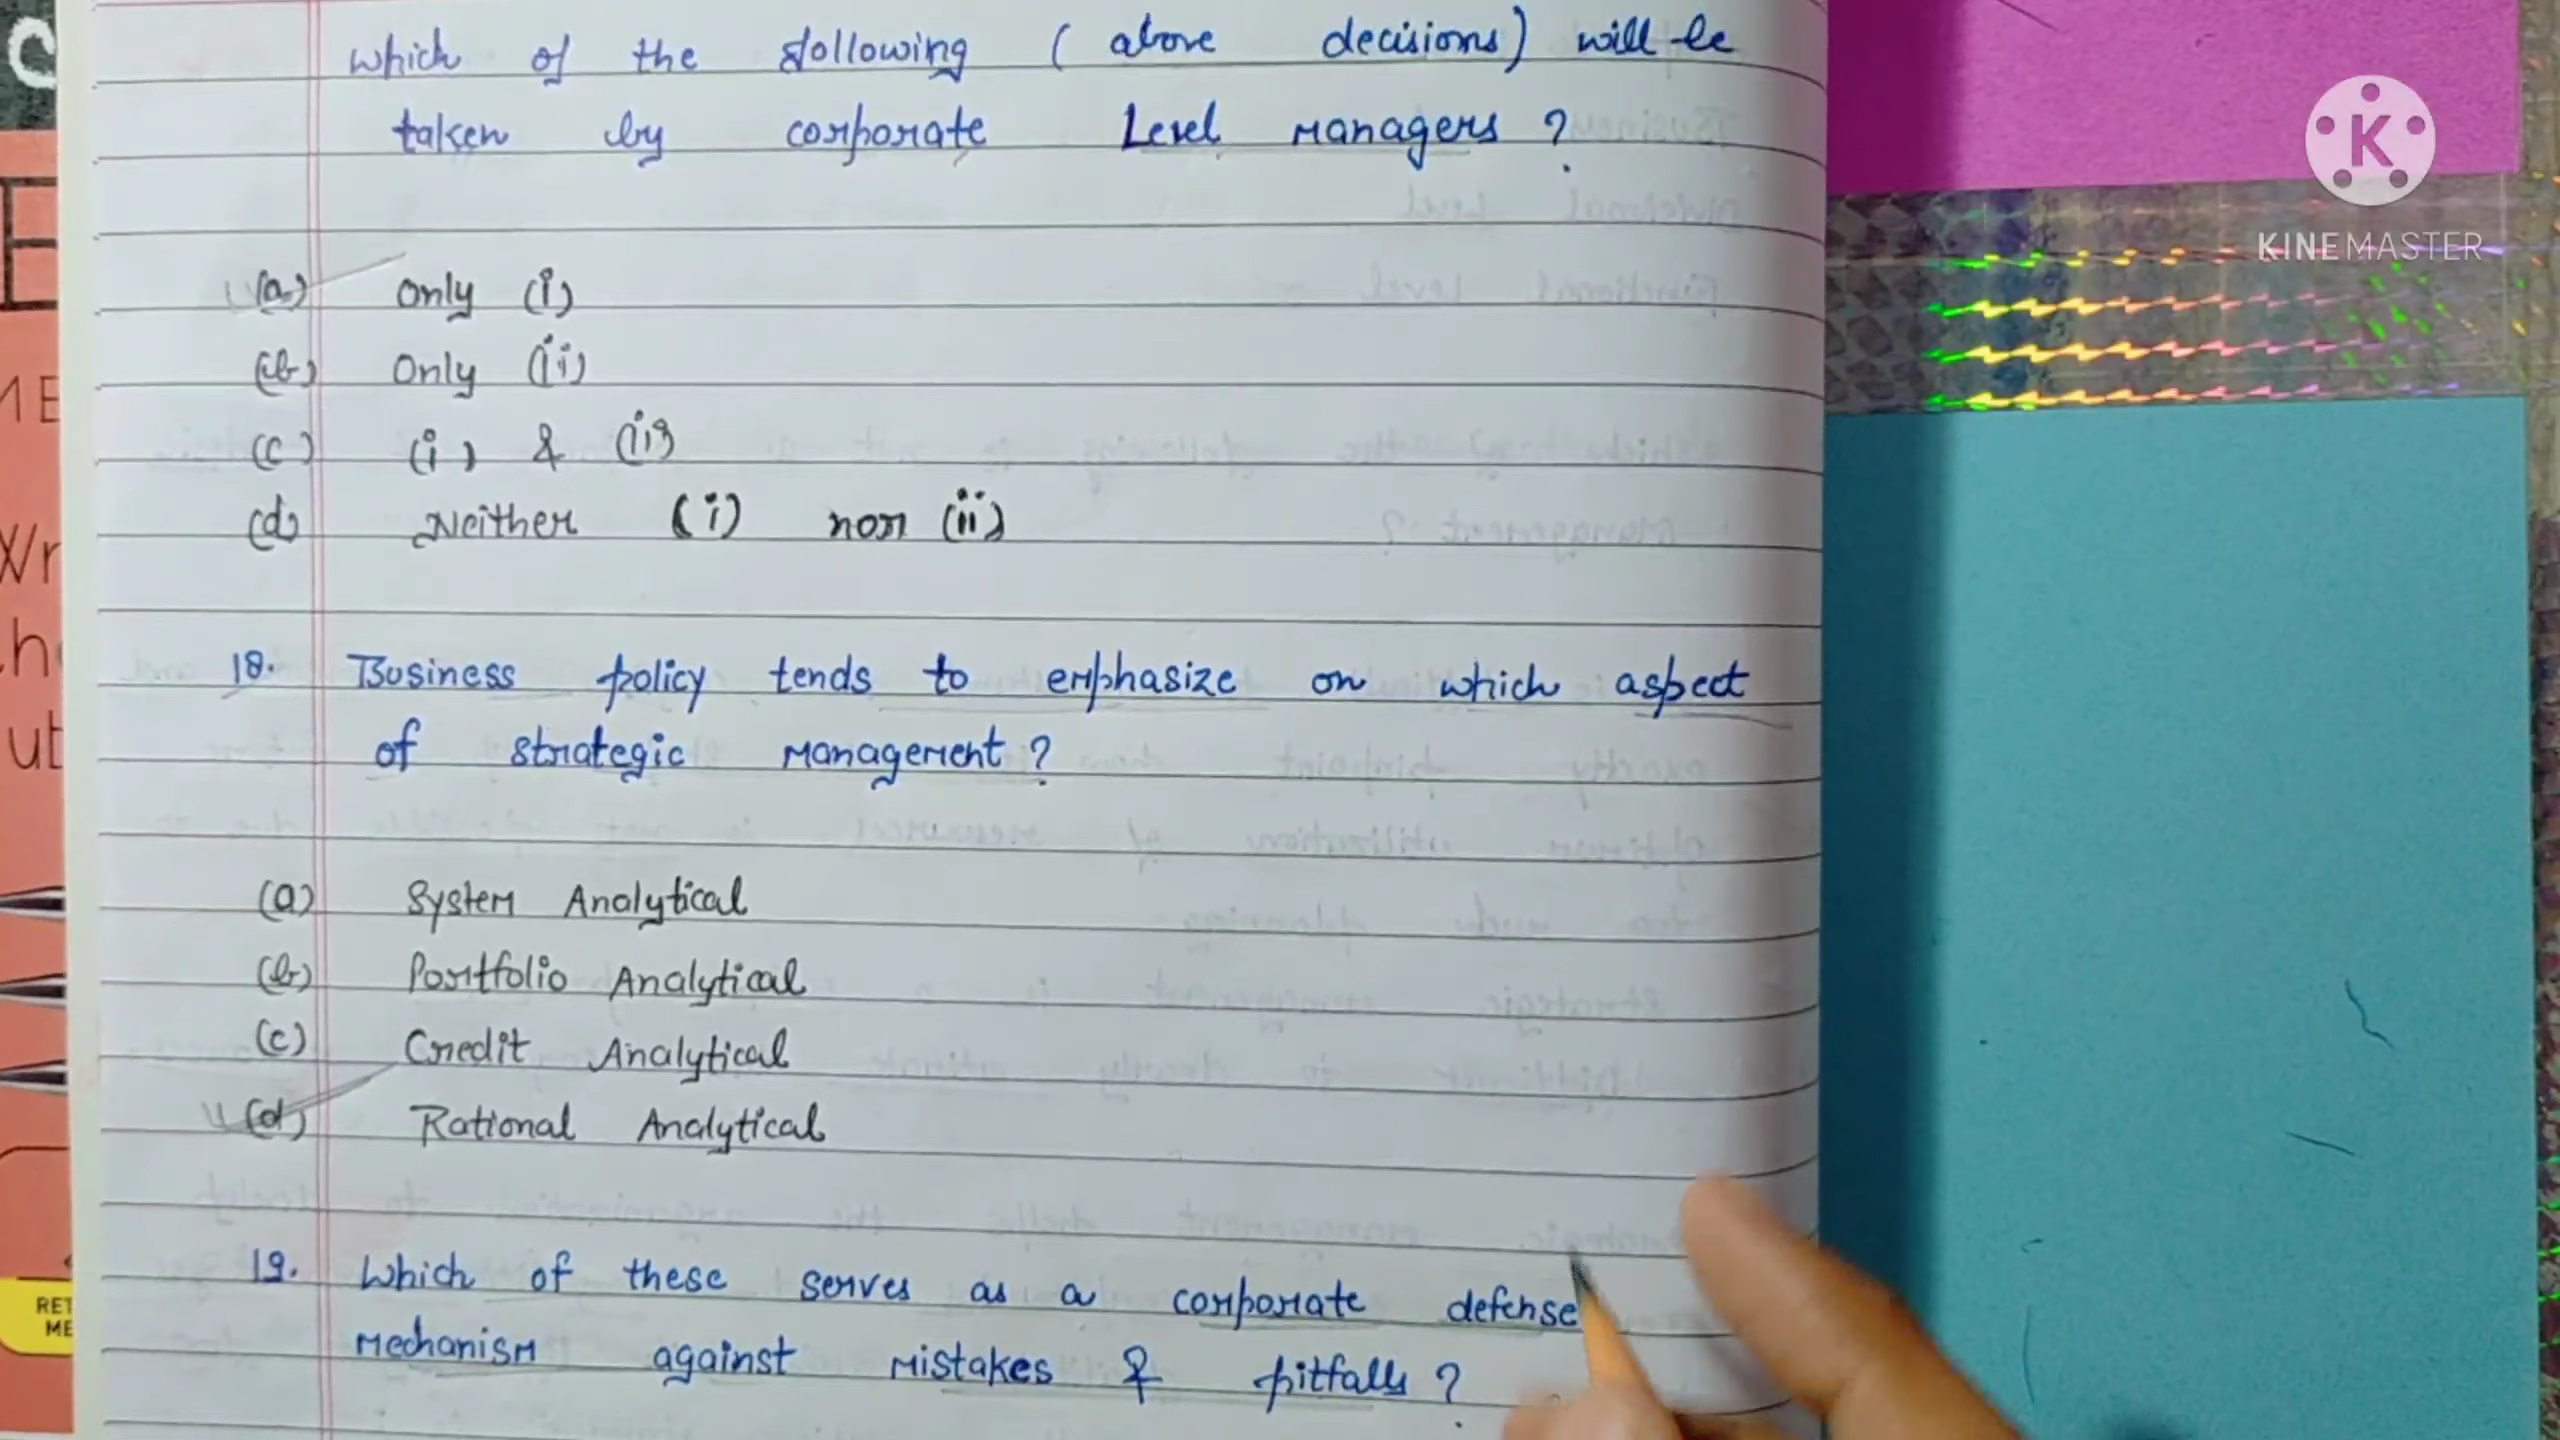 which of the following ( above decisions) will be
taken by corporate Level managers ?
(a) Only (i)
(b) Only (ii)
(c) (i) & (ii)
(d) Neither (i) nor (ii)
18. Business policy tends to emphasize on which aspect
of strategic management ?
(a) System Analytical
(b) Portfolio Analytical
(c) Credit Analytical
(d) Rational Analytical
19. Which of these serves as a corporate defense
mechanism against mistakes & pitfalls ?
K
KINEMASTER
RET
ME